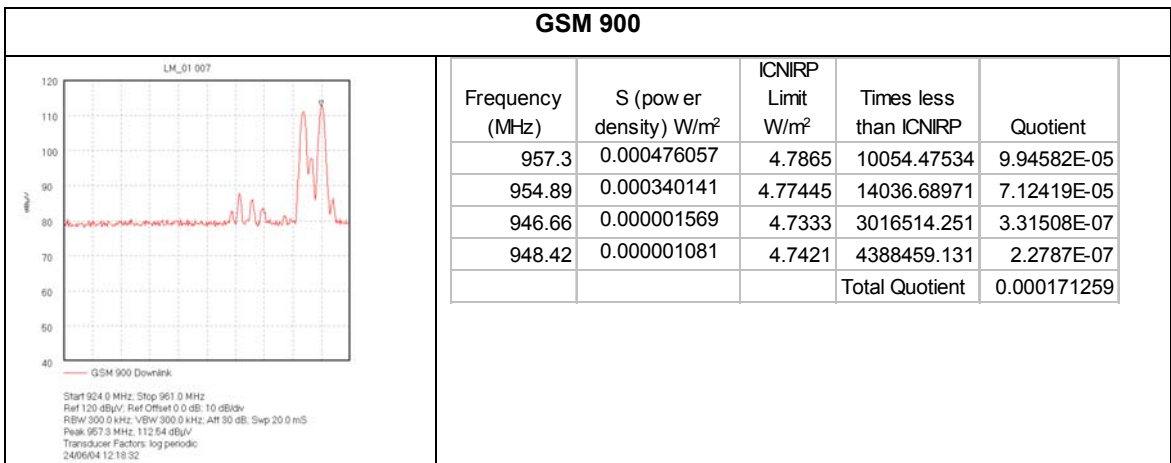 GSM 900
LM_01 007
120
110
100
90
80
70
60
50
40
dBµV
GSM 900 Downlink
Start 924.0 MHz; Stop 961.0 MHz
Ref 120 dBµV; Ref Offset 0.0 dB; 10 dB/div
RBW 300.0 kHz; VBW 300.0 kHz; Att 30 dB; Swp 20.0 mS
Peak 957.3 MHz, 112.54 dBµV
Transducer Factors: log periodic
24/06/04 12:18:32
Frequency (MHz) S (pow er density) W/m² ICNIRP Limit W/m² Times less than ICNIRP Quotient
957.3 0.000476057 4.7865 10054.47534 9.94582E-05
954.89 0.000340141 4.77445 14036.68971 7.12419E-05
946.66 0.000001569 4.7333 3016514.251 3.31508E-07
948.42 0.000001081 4.7421 4388459.131 2.2787E-07
Total Quotient 0.000171259